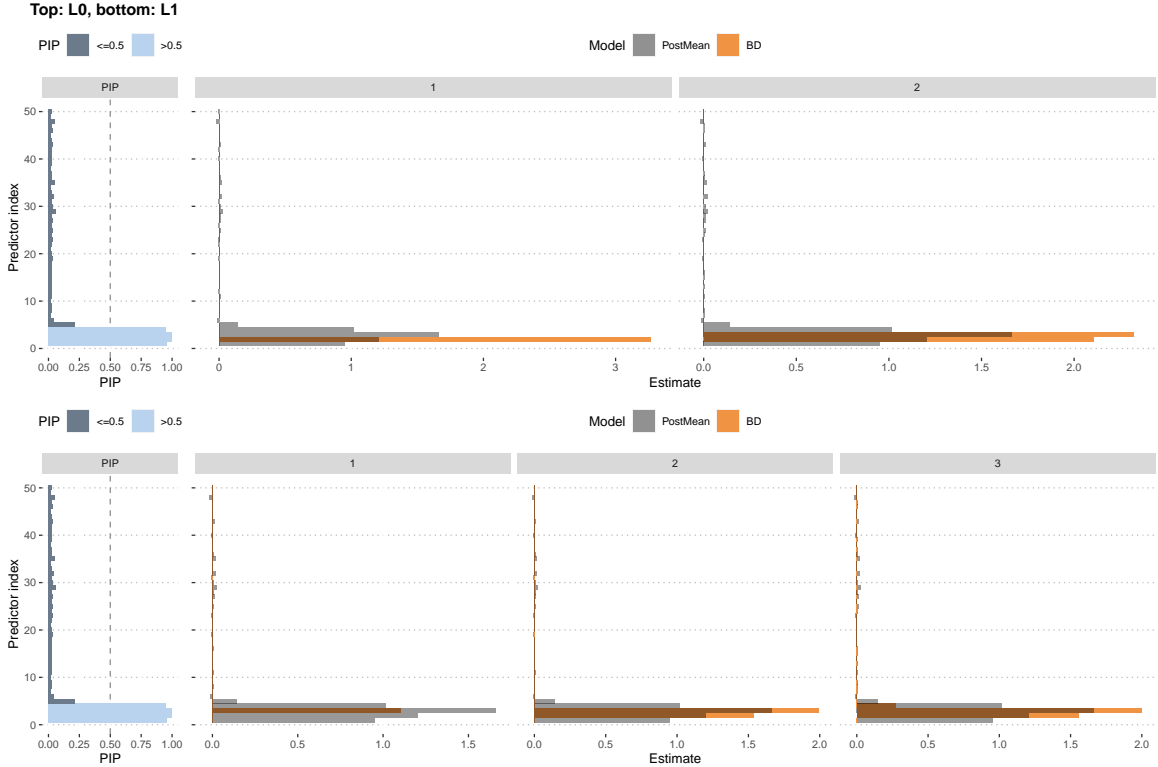 Top: L0, bottom: L1
PIP <=0.5 >0.5 Model PostMean BD
PIP 1 2
50
40
30
20
10
0
Predictor index
0.00 0.25 0.50 0.75 1.00 0 1 2 3 0.0 0.5 1.0 1.5 2.0
PIP Estimate
PIP <=0.5 >0.5 Model PostMean BD
PIP 1 2 3
50
40
30
20
10
0
Predictor index
0.00 0.25 0.50 0.75 1.00 0.0 0.5 1.0 1.5 0.0 0.5 1.0 1.5 2.0 0.0 0.5 1.0 1.5 2.0
PIP Estimate